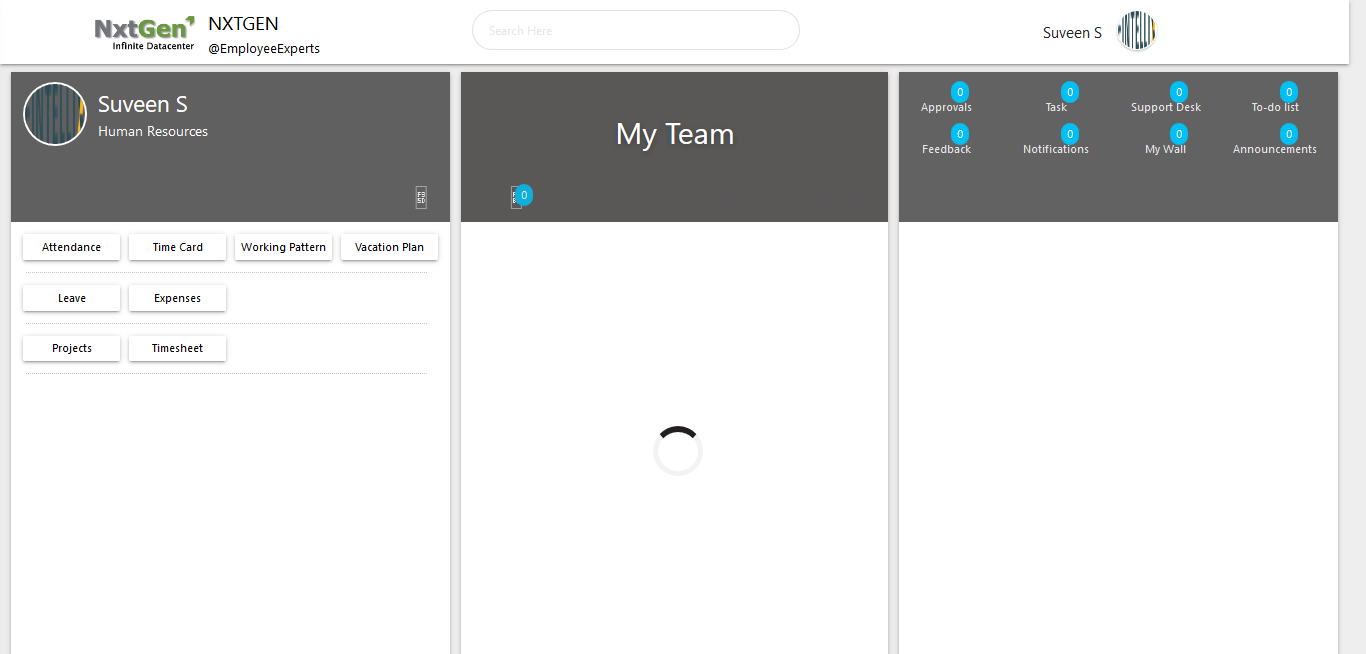 NxtGen
Infinite Datacenter
NXTGEN
@EmployeeExperts
Search Here
Suveen S
Suveen S
Human Resources
My Team
0
0 0 0 0
Approvals Task Support Desk To-do list
0 0 0 0
Feedback Notifications My Wall Announcements
Attendance Time Card Working Pattern Vacation Plan
Leave Expenses
Projects Timesheet